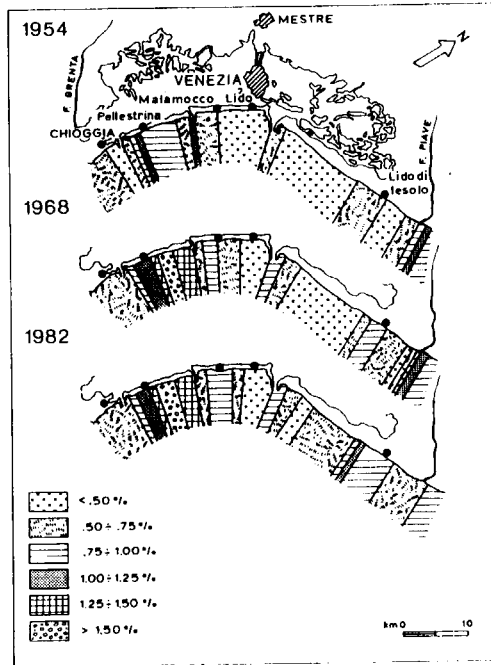 1954
MESTRE
N
F. BRENTA
VENEZIA
Malamocco Lido
Pellestrina
CHIOGGIA
F. PIAVE
Lido di
Iesolo
1968
1982
< .50 %
.50 ÷ .75 %
.75 ÷ 1.00 %
1.00 ÷ 1.25 %
1.25 ÷ 1.50 %
> 1.50 %
km 0 10